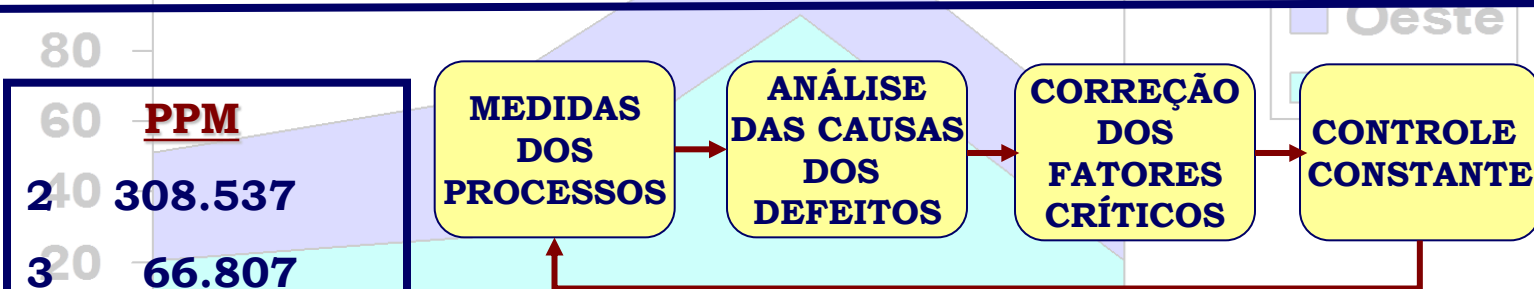 Oeste
80
60
40
20
PPM
2 308.537
3 66.807
MEDIDAS
DOS
PROCESSOS
ANÁLISE
DAS CAUSAS
DOS
DEFEITOS
CORREÇÃO
DOS
FATORES
CRÍTICOS
CONTROLE
CONSTANTE